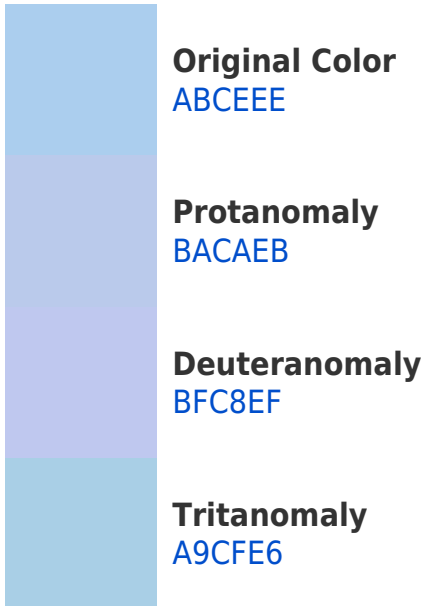 Original Color
ABCEEE
Protanomaly
BACAEB
Deuteranomaly
BFC8EF
Tritanomaly
A9CFE6